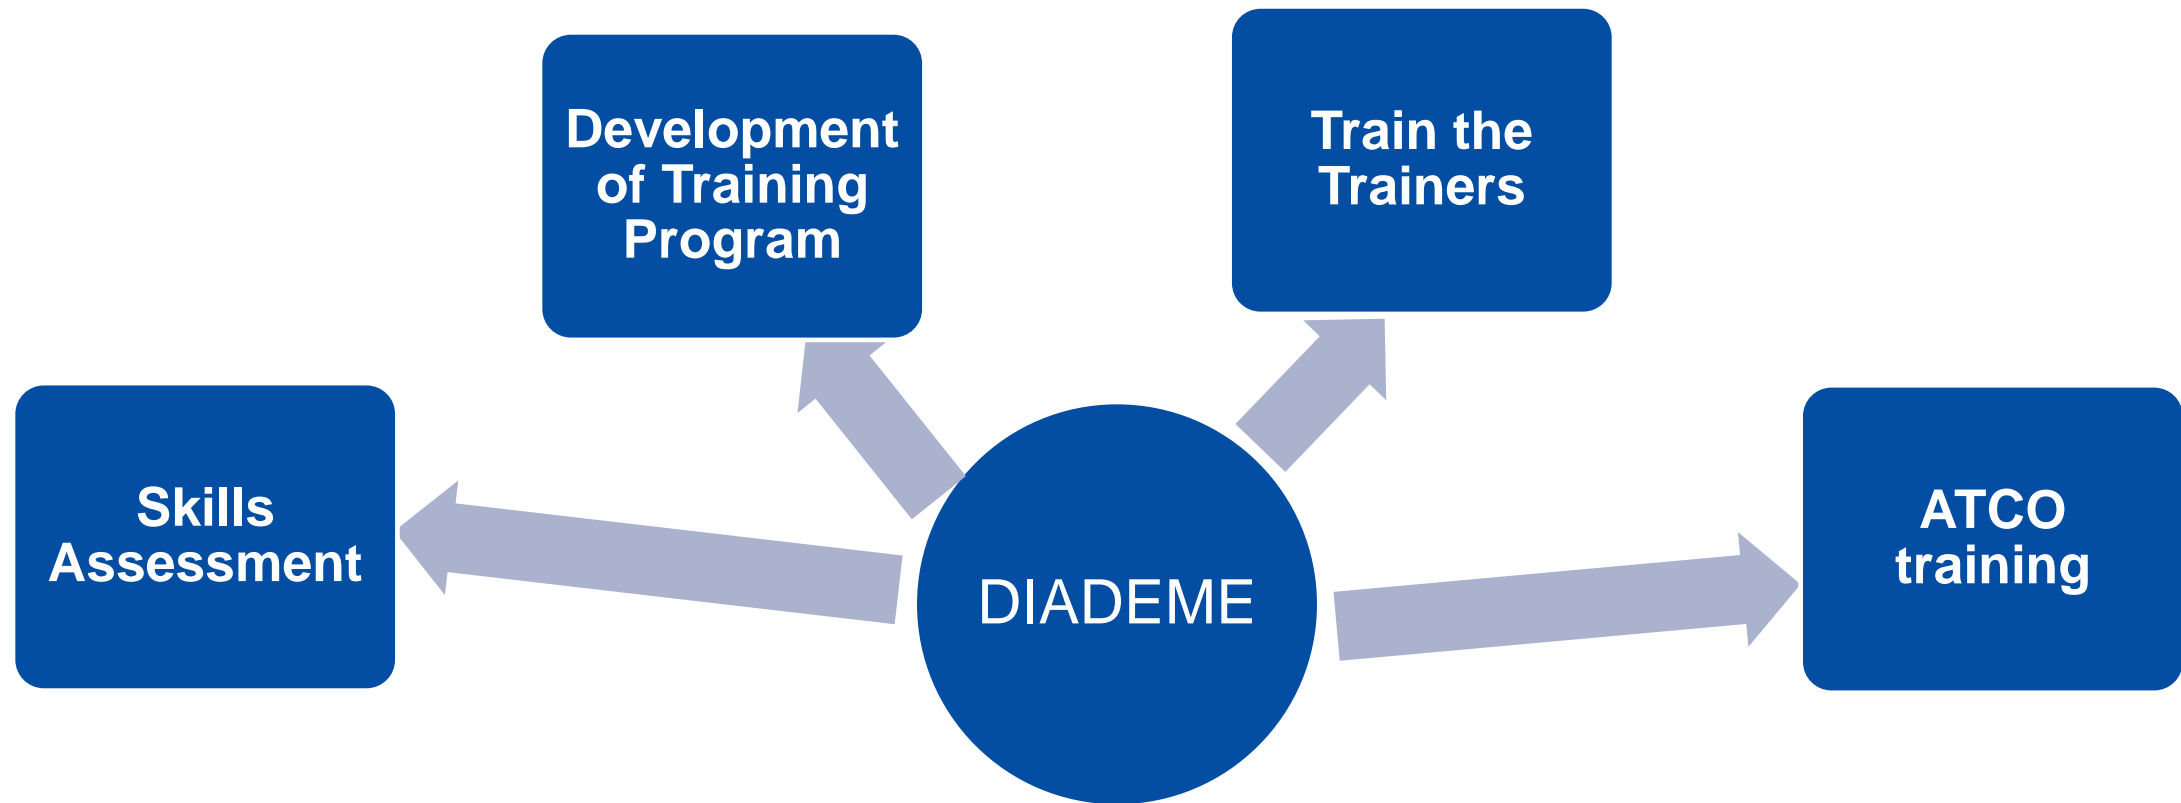 Development
of Training
Program
Train the
Trainers
Skills
Assessment
ATCO
training
DIADEME